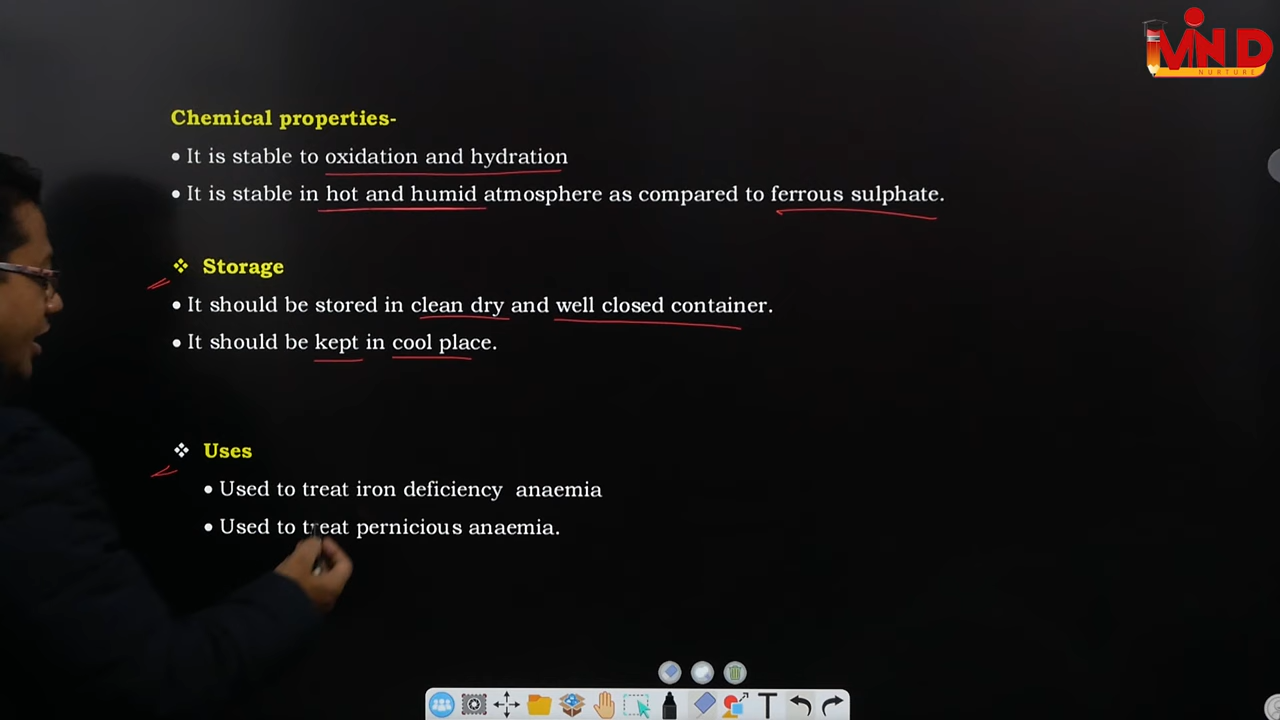 MIND
NURTURE
Chemical properties-
• It is stable to oxidation and hydration
• It is stable in hot and humid atmosphere as compared to ferrous sulphate.
❖ Storage
• It should be stored in clean dry and well closed container.
• It should be kept in cool place.
❖ Uses
• Used to treat iron deficiency anaemia
• Used to treat pernicious anaemia.
T